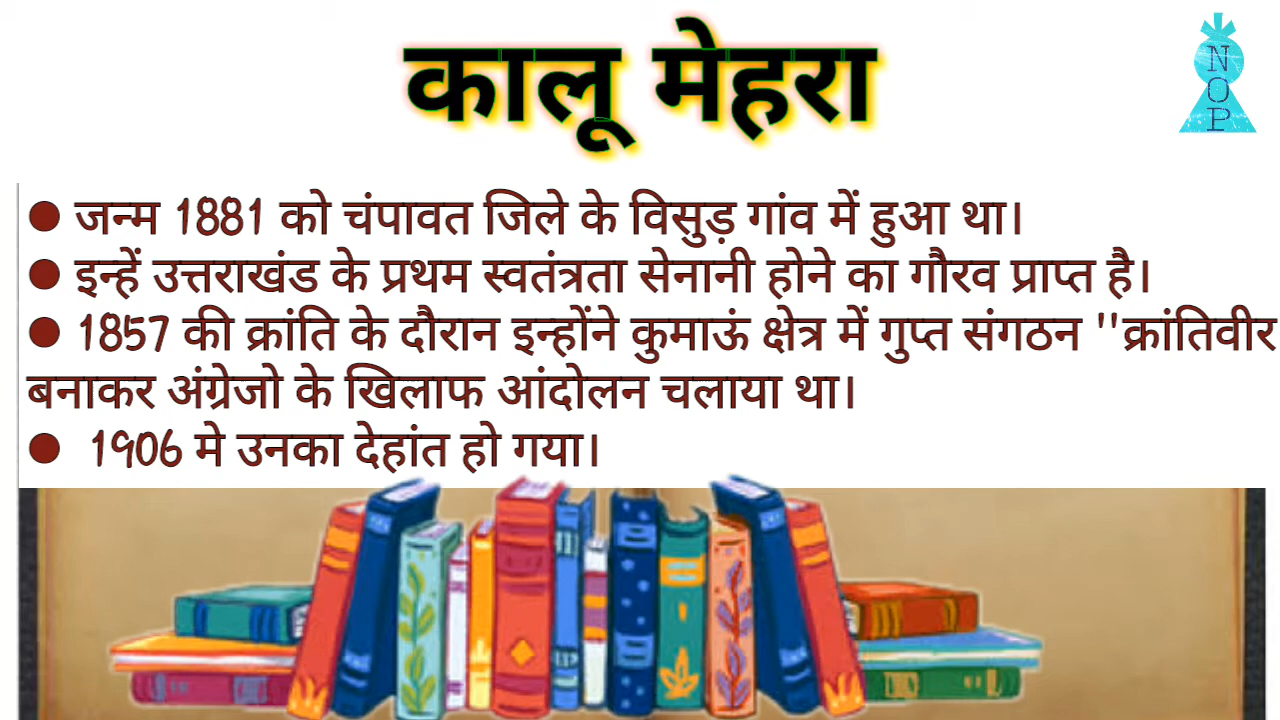 कालू मेहरा
N
O
P
● जन्म 1881 को चंपावत जिले के विसुड़ गांव में हुआ था।
● इन्हें उत्तराखंड के प्रथम स्वतंत्रता सेनानी होने का गौरव प्राप्त है।
● 1857 की क्रांति के दौरान इन्होंने कुमाऊं क्षेत्र में गुप्त संगठन ''क्रांतिवीर
बनाकर अंग्रेजो के खिलाफ आंदोलन चलाया था।
● 1906 मे उनका देहांत हो गया।